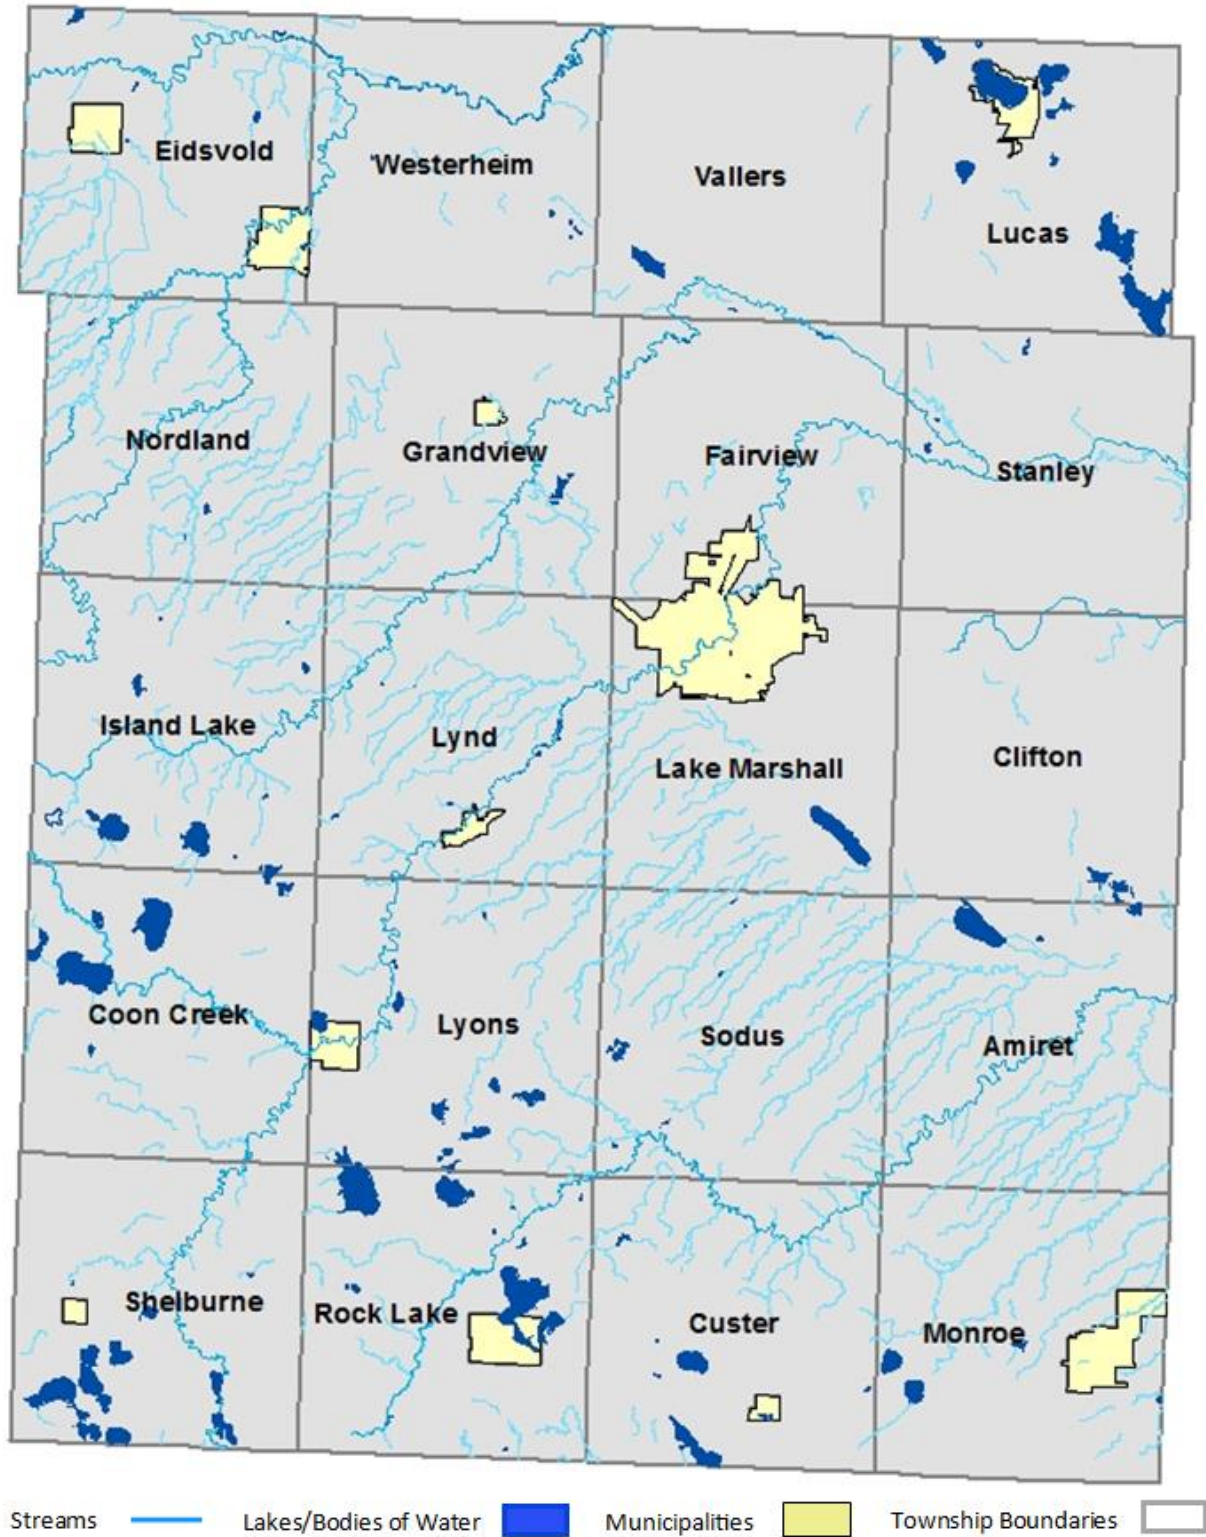 Eidsvold
Westerheim
Vallers
Lucas
Nordland
Grandview
Fairview
Stanley
Island Lake
Lynd
Lake Marshall
Clifton
Coon Creek
Lyons
Sodus
Amiret
Shelburne
Rock Lake
Custer
Monroe
Streams
Lakes/Bodies of Water
Municipalities
Township Boundaries